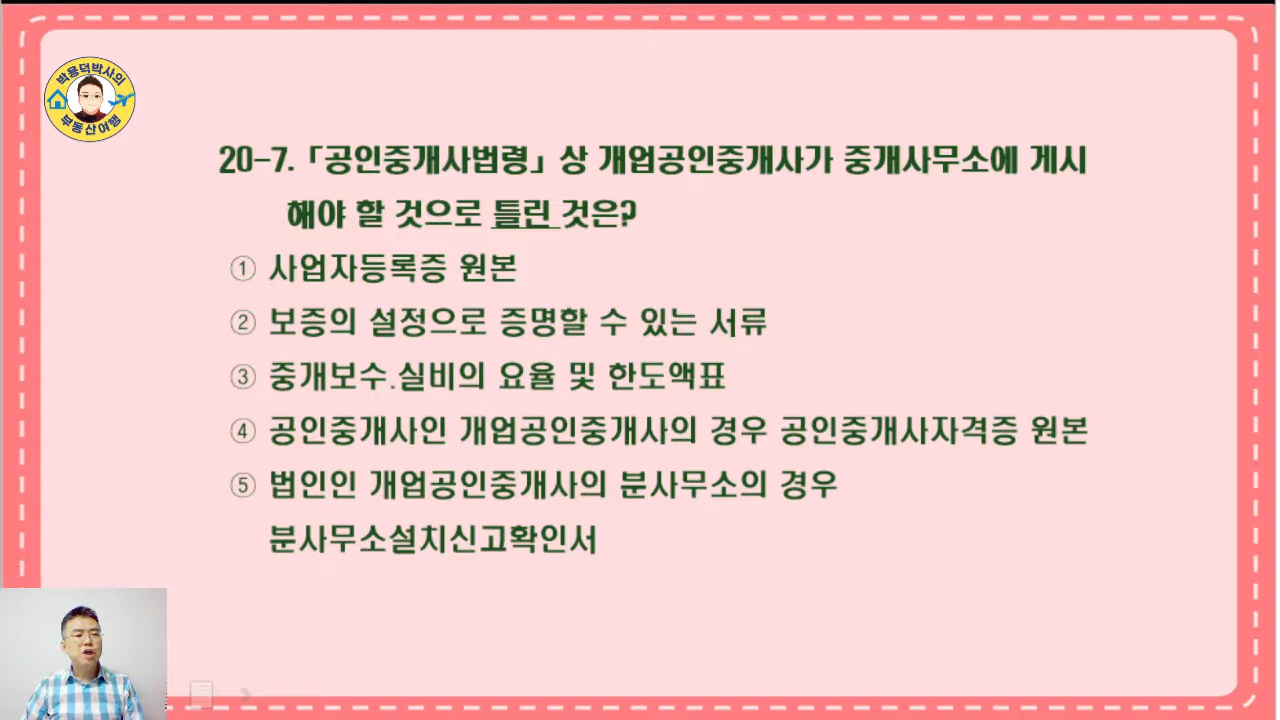 박용덕박사의
부동산여행
20-7.「공인중개사법령」상 개업공인중개사가 중개사무소에 게시
해야 할 것으로 틀린 것은?
① 사업자등록증 원본
② 보증의 설정으로 증명할 수 있는 서류
③ 중개보수.실비의 요율 및 한도액표
④ 공인중개사인 개업공인중개사의 경우 공인중개사자격증 원본
⑤ 법인인 개업공인중개사의 분사무소의 경우
분사무소설치신고확인서